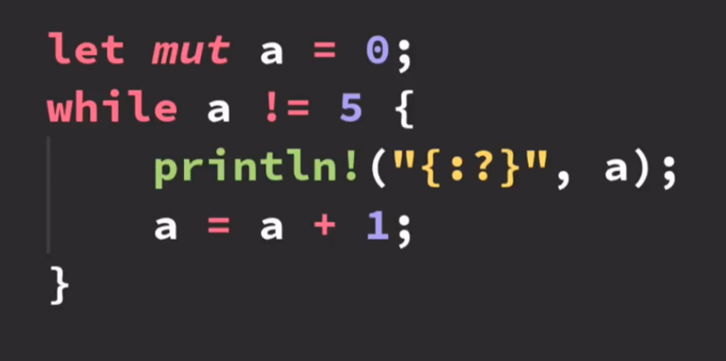 let mut a = 0;
while a != 5 {
    println!("{:?}", a);
    a = a + 1;
}